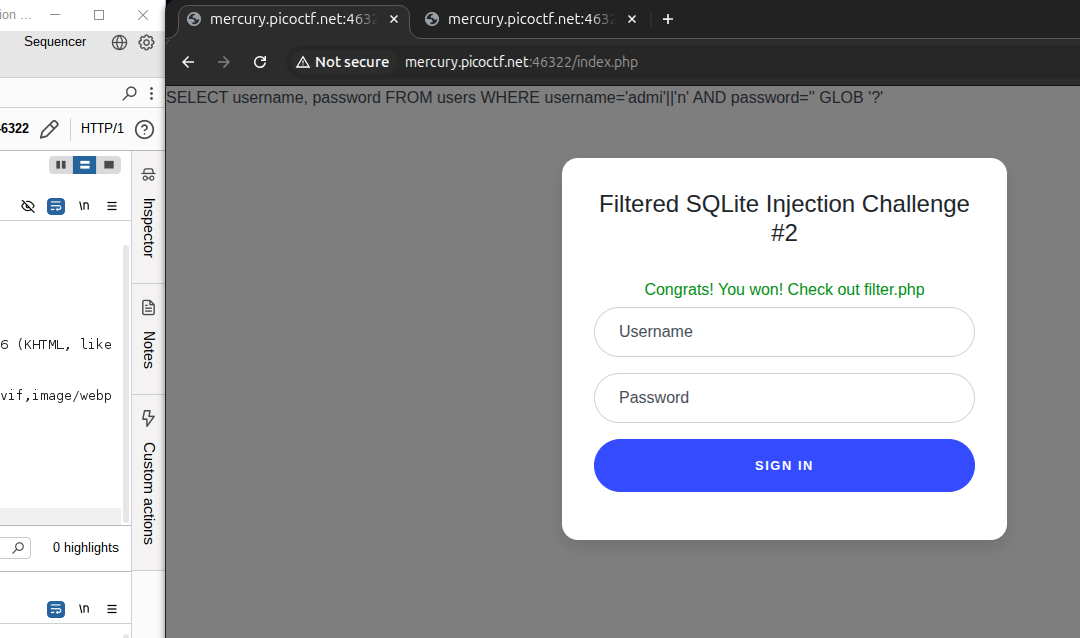 ion ...
Sequencer
46322
HTTP/1
\n
Inspector
Notes
6 (KHTML, like
vif,image/webp
Custom actions
0 highlights
\n
mercury.picoctf.net:4632
mercury.picoctf.net:4632
Not secure
mercury.picoctf.net:46322/index.php
SELECT username, password FROM users WHERE username='admi'||'n' AND password='' GLOB '?'
Filtered SQLite Injection Challenge
#2
Congrats! You won! Check out filter.php
Username
Password
SIGN IN